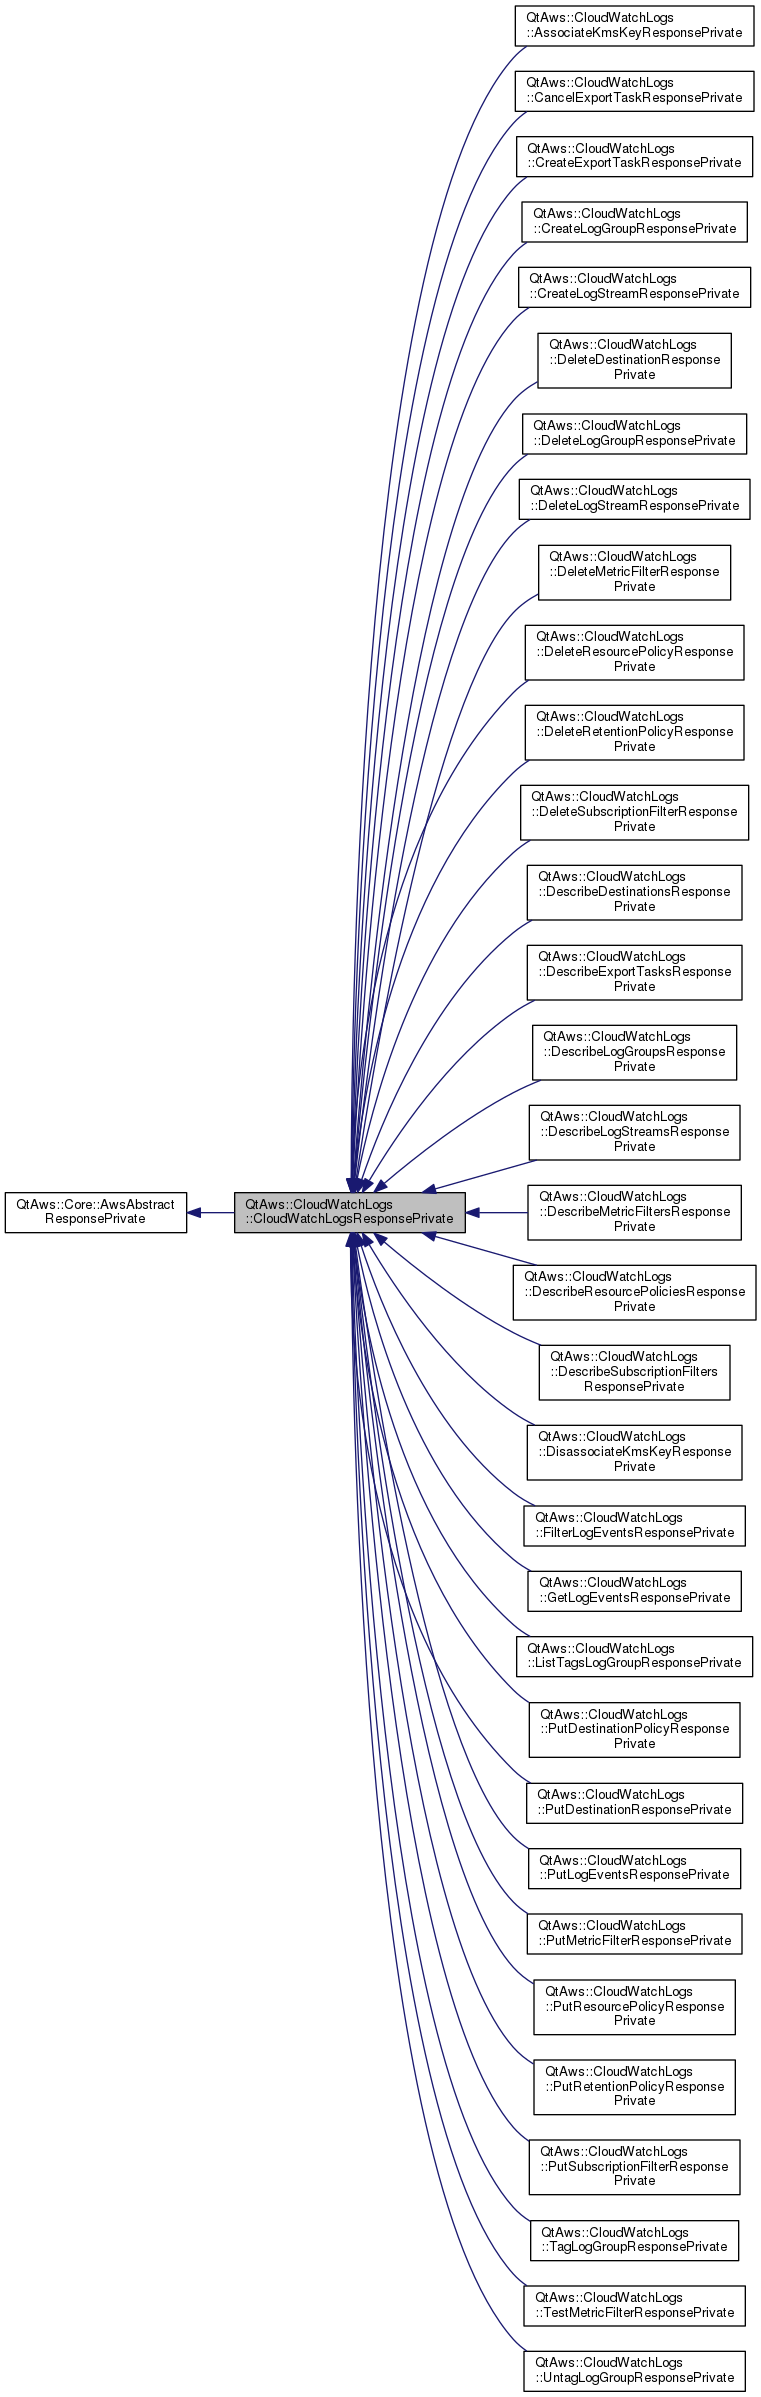 QtAws::CloudWatchLogs
::AssociateKmsKeyResponsePrivate
QtAws::CloudWatchLogs
::CancelExportTaskResponsePrivate
QtAws::CloudWatchLogs
::CreateExportTaskResponsePrivate
QtAws::CloudWatchLogs
::CreateLogGroupResponsePrivate
QtAws::CloudWatchLogs
::CreateLogStreamResponsePrivate
QtAws::CloudWatchLogs
::DeleteDestinationResponse
Private
QtAws::CloudWatchLogs
::DeleteLogGroupResponsePrivate
QtAws::CloudWatchLogs
::DeleteLogStreamResponsePrivate
QtAws::CloudWatchLogs
::DeleteMetricFilterResponse
Private
QtAws::CloudWatchLogs
::DeleteResourcePolicyResponse
Private
QtAws::CloudWatchLogs
::DeleteRetentionPolicyResponse
Private
QtAws::CloudWatchLogs
::DeleteSubscriptionFilterResponse
Private
QtAws::CloudWatchLogs
::DescribeDestinationsResponse
Private
QtAws::CloudWatchLogs
::DescribeExportTasksResponse
Private
QtAws::CloudWatchLogs
::DescribeLogGroupsResponse
Private
QtAws::CloudWatchLogs
::DescribeLogStreamsResponse
Private
QtAws::Core::AwsAbstract
ResponsePrivate
QtAws::CloudWatchLogs
::CloudWatchLogsResponsePrivate
QtAws::CloudWatchLogs
::DescribeMetricFiltersResponse
Private
QtAws::CloudWatchLogs
::DescribeResourcePoliciesResponse
Private
QtAws::CloudWatchLogs
::DescribeSubscriptionFilters
ResponsePrivate
QtAws::CloudWatchLogs
::DisassociateKmsKeyResponse
Private
QtAws::CloudWatchLogs
::FilterLogEventsResponsePrivate
QtAws::CloudWatchLogs
::GetLogEventsResponsePrivate
QtAws::CloudWatchLogs
::ListTagsLogGroupResponsePrivate
QtAws::CloudWatchLogs
::PutDestinationPolicyResponse
Private
QtAws::CloudWatchLogs
::PutDestinationResponsePrivate
QtAws::CloudWatchLogs
::PutLogEventsResponsePrivate
QtAws::CloudWatchLogs
::PutMetricFilterResponsePrivate
QtAws::CloudWatchLogs
::PutResourcePolicyResponse
Private
QtAws::CloudWatchLogs
::PutRetentionPolicyResponse
Private
QtAws::CloudWatchLogs
::PutSubscriptionFilterResponse
Private
QtAws::CloudWatchLogs
::TagLogGroupResponsePrivate
QtAws::CloudWatchLogs
::TestMetricFilterResponsePrivate
QtAws::CloudWatchLogs
::UntagLogGroupResponsePrivate